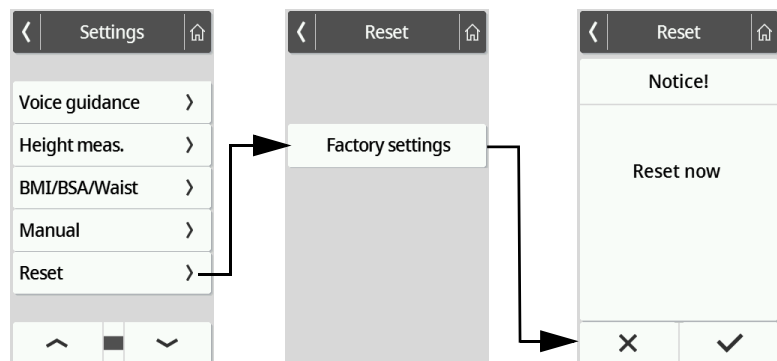 Settings
Voice guidance
Height meas.
BMI/BSA/Waist
Manual
Reset
Reset
Factory settings
Reset
Notice!
Reset now